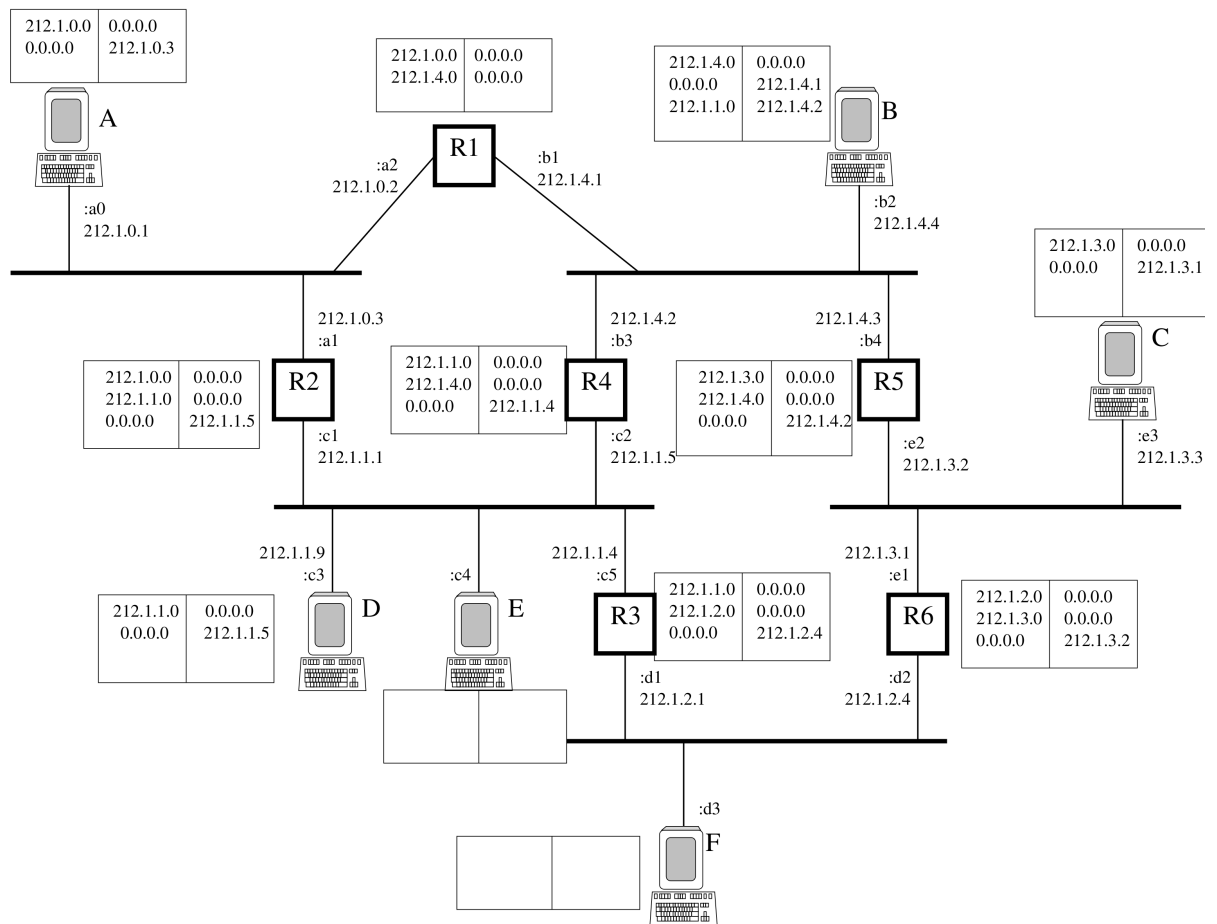 212.1.0.0 0.0.0.0
0.0.0.0 212.1.0.3
A
:a0
212.1.0.1
212.1.0.0 0.0.0.0
212.1.4.0 0.0.0.0
R1
:a2
212.1.0.2
:b1
212.1.4.1
212.1.4.0 0.0.0.0
0.0.0.0 212.1.4.1
212.1.1.0 212.1.4.2
B
:b2
212.1.4.4
212.1.3.0 0.0.0.0
0.0.0.0 212.1.3.1
C
:e3
212.1.3.3
212.1.0.3
:a1
212.1.0.0 0.0.0.0
212.1.1.0 0.0.0.0
0.0.0.0 212.1.1.5
R2
:c1
212.1.1.1
212.1.4.2
:b3
212.1.1.0 0.0.0.0
212.1.4.0 0.0.0.0
0.0.0.0 212.1.1.4
R4
:c2
212.1.1.5
212.1.4.3
:b4
212.1.3.0 0.0.0.0
212.1.4.0 0.0.0.0
0.0.0.0 212.1.4.2
R5
:e2
212.1.3.2
212.1.1.9
:c3
D
212.1.1.0 0.0.0.0
0.0.0.0 212.1.1.5
:c4
E
212.1.1.4
:c5
R3
212.1.1.0 0.0.0.0
212.1.2.0 0.0.0.0
0.0.0.0 212.1.2.4
:d1
212.1.2.1
212.1.3.1
:e1
R6
212.1.2.0 0.0.0.0
212.1.3.0 0.0.0.0
0.0.0.0 212.1.3.2
:d2
212.1.2.4
:d3
F